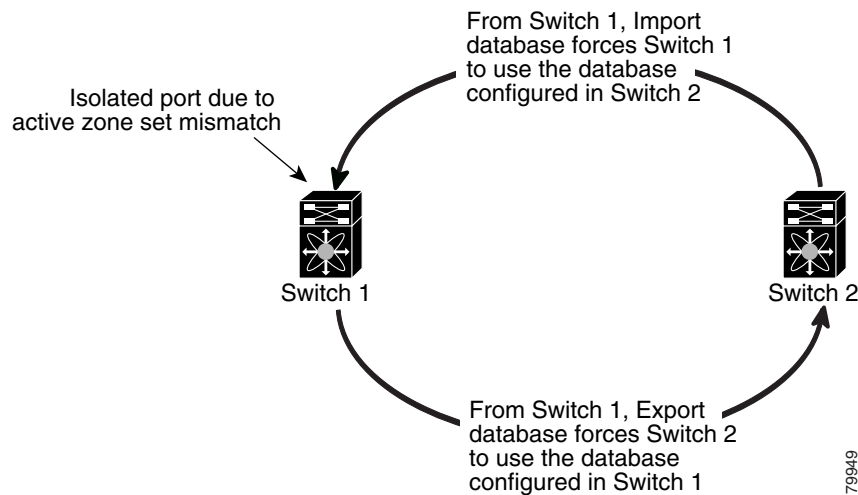 From Switch 1, Import
database forces Switch 1
to use the database
configured in Switch 2
Isolated port due to
active zone set mismatch
Switch 1
Switch 2
From Switch 1, Export
database forces Switch 2
to use the database
configured in Switch 1
79949